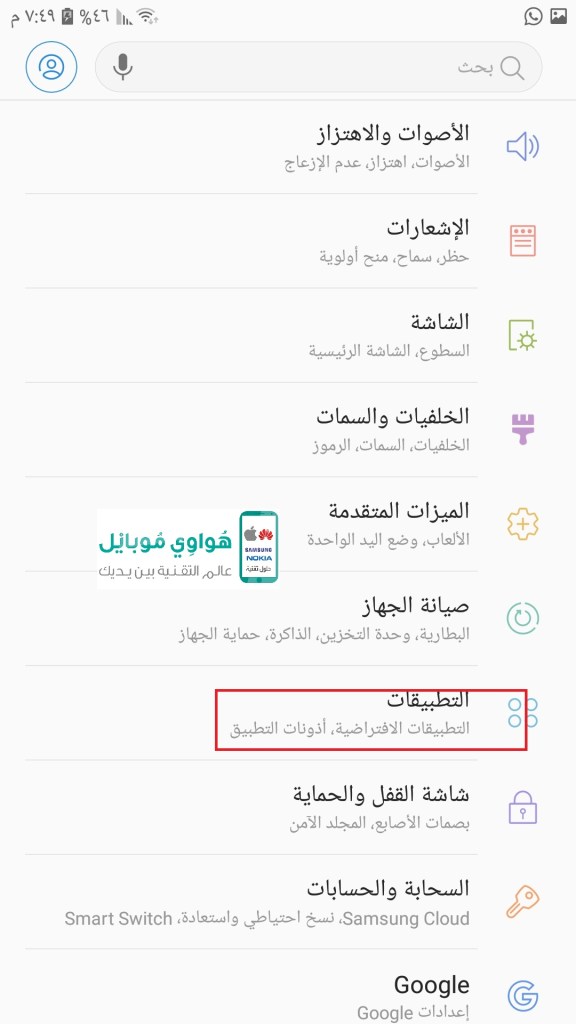 ٧:٤٩ م ٤٦%
بحث
الأصوات والاهتزاز
الأصوات، اهتزاز، عدم الإزعاج
الإشعارات
حظر، سماح، منح أولوية
الشاشة
السطوع، الشاشة الرئيسية
الخلفيات والسمات
الخلفيات، السمات، الرموز
الميزات المتقدمة
الألعاب، وضع اليد الواحدة
هُواوِي مُوبايْل
عالم التقنية بين يديك
SAMSUNG
NOKIA
حلول تقنية
صيانة الجهاز
البطارية، وحدة التخزين، الذاكرة، حماية الجهاز
التطبيقات
التطبيقات الافتراضية، أذونات التطبيق
شاشة القفل والحماية
بصمات الأصابع، المجلد الآمن
السحابة والحسابات
Samsung Cloud، نسخ احتياطي واستعادة، Smart Switch
Google
إعدادات Google